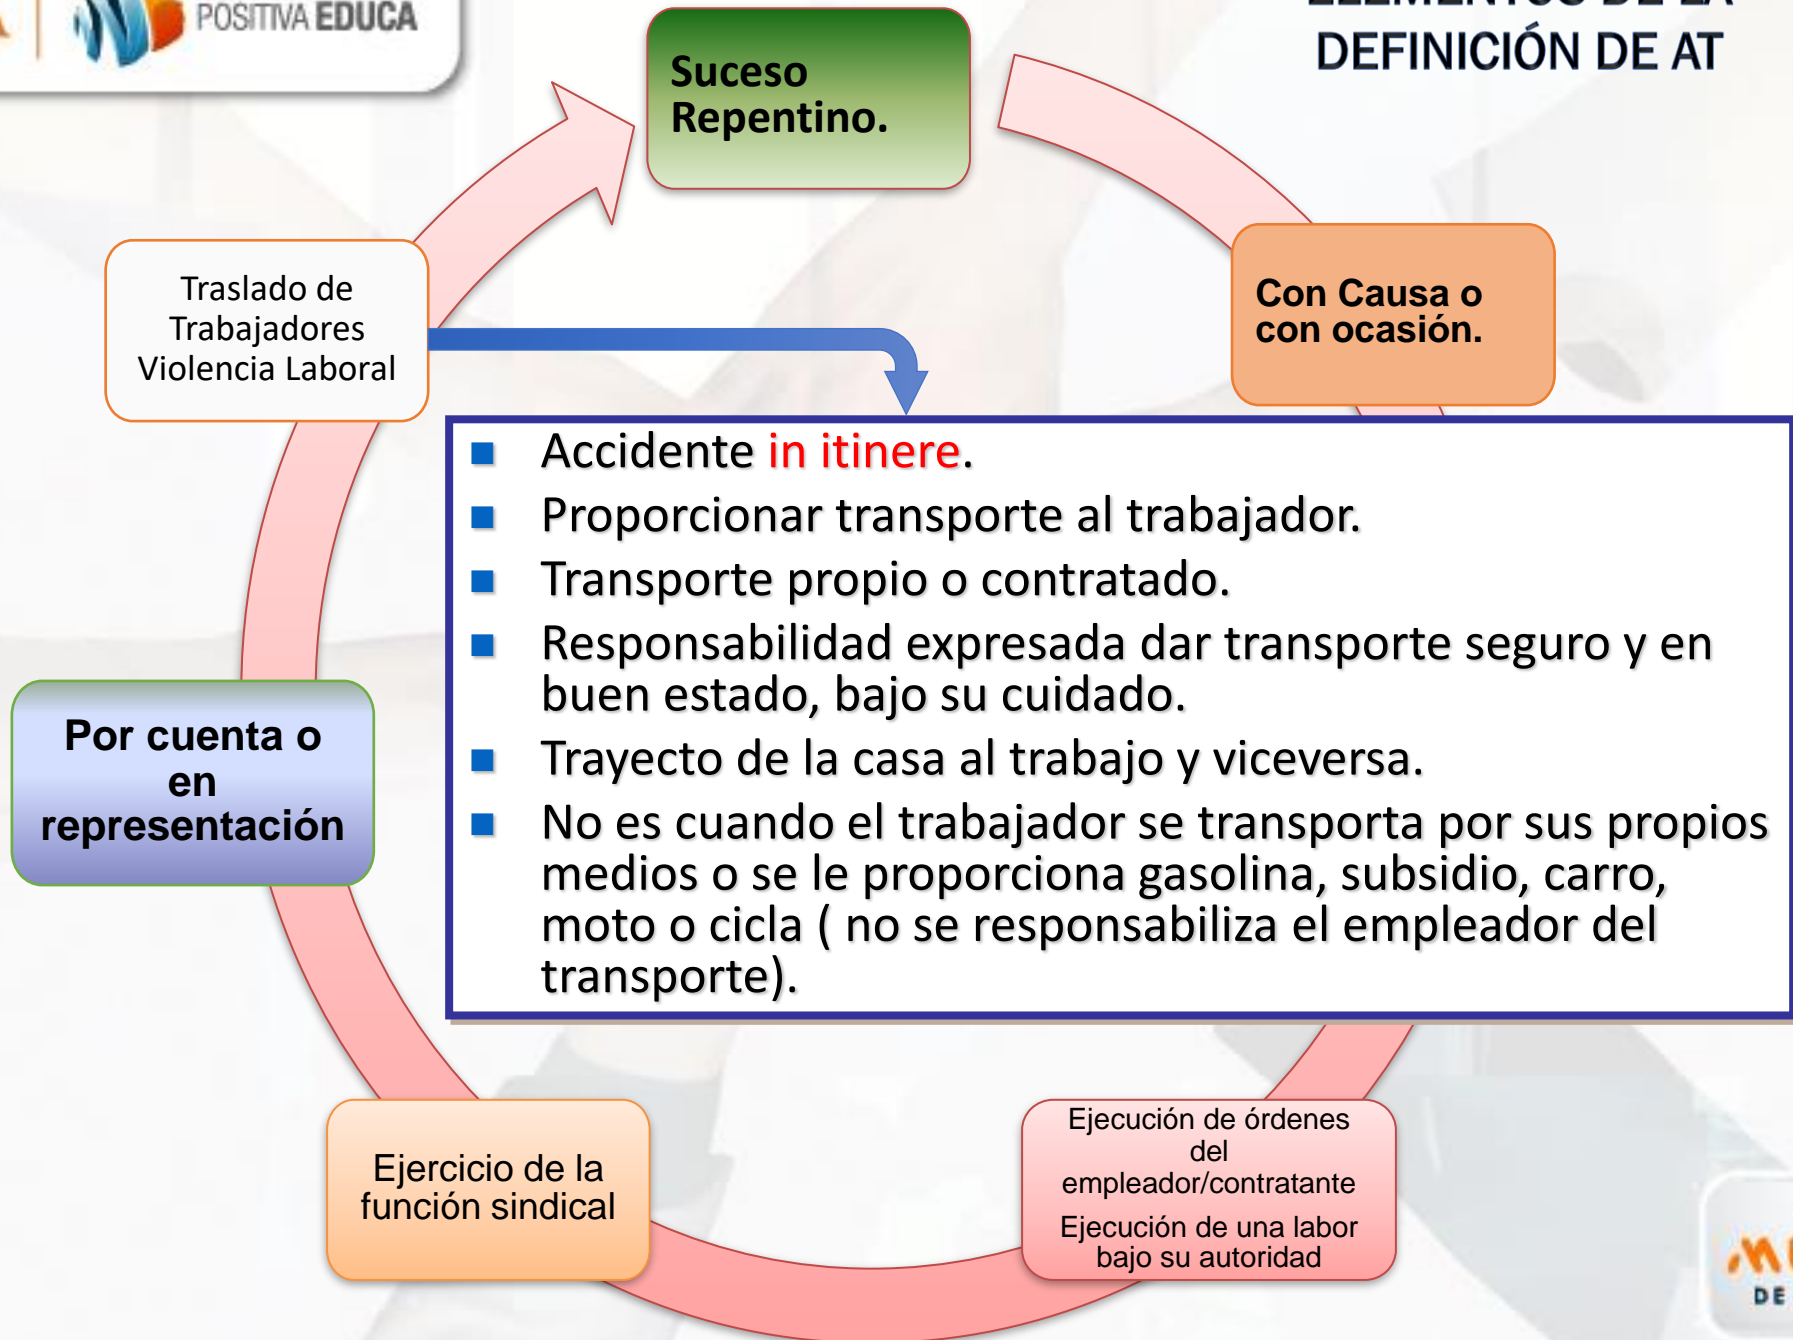 POSITIVA EDUCA
ELEMENTOS DE LA
DEFINICIÓN DE AT
Suceso
Repentino.
Traslado de
Trabajadores
Violencia Laboral
Con Causa o
con ocasión.
Accidente in itinere.
Proporcionar transporte al trabajador.
Transporte propio o contratado.
Responsabilidad expresada dar transporte seguro y en
buen estado, bajo su cuidado.
Trayecto de la casa al trabajo y viceversa.
No es cuando el trabajador se transporta por sus propios
medios o se le proporciona gasolina, subsidio, carro,
moto o cicla ( no se responsabiliza el empleador del
transporte).
Por cuenta o
en
representación
Ejercicio de la
función sindical
Ejecución de órdenes
del
empleador/contratante
Ejecución de una labor
bajo su autoridad
DE